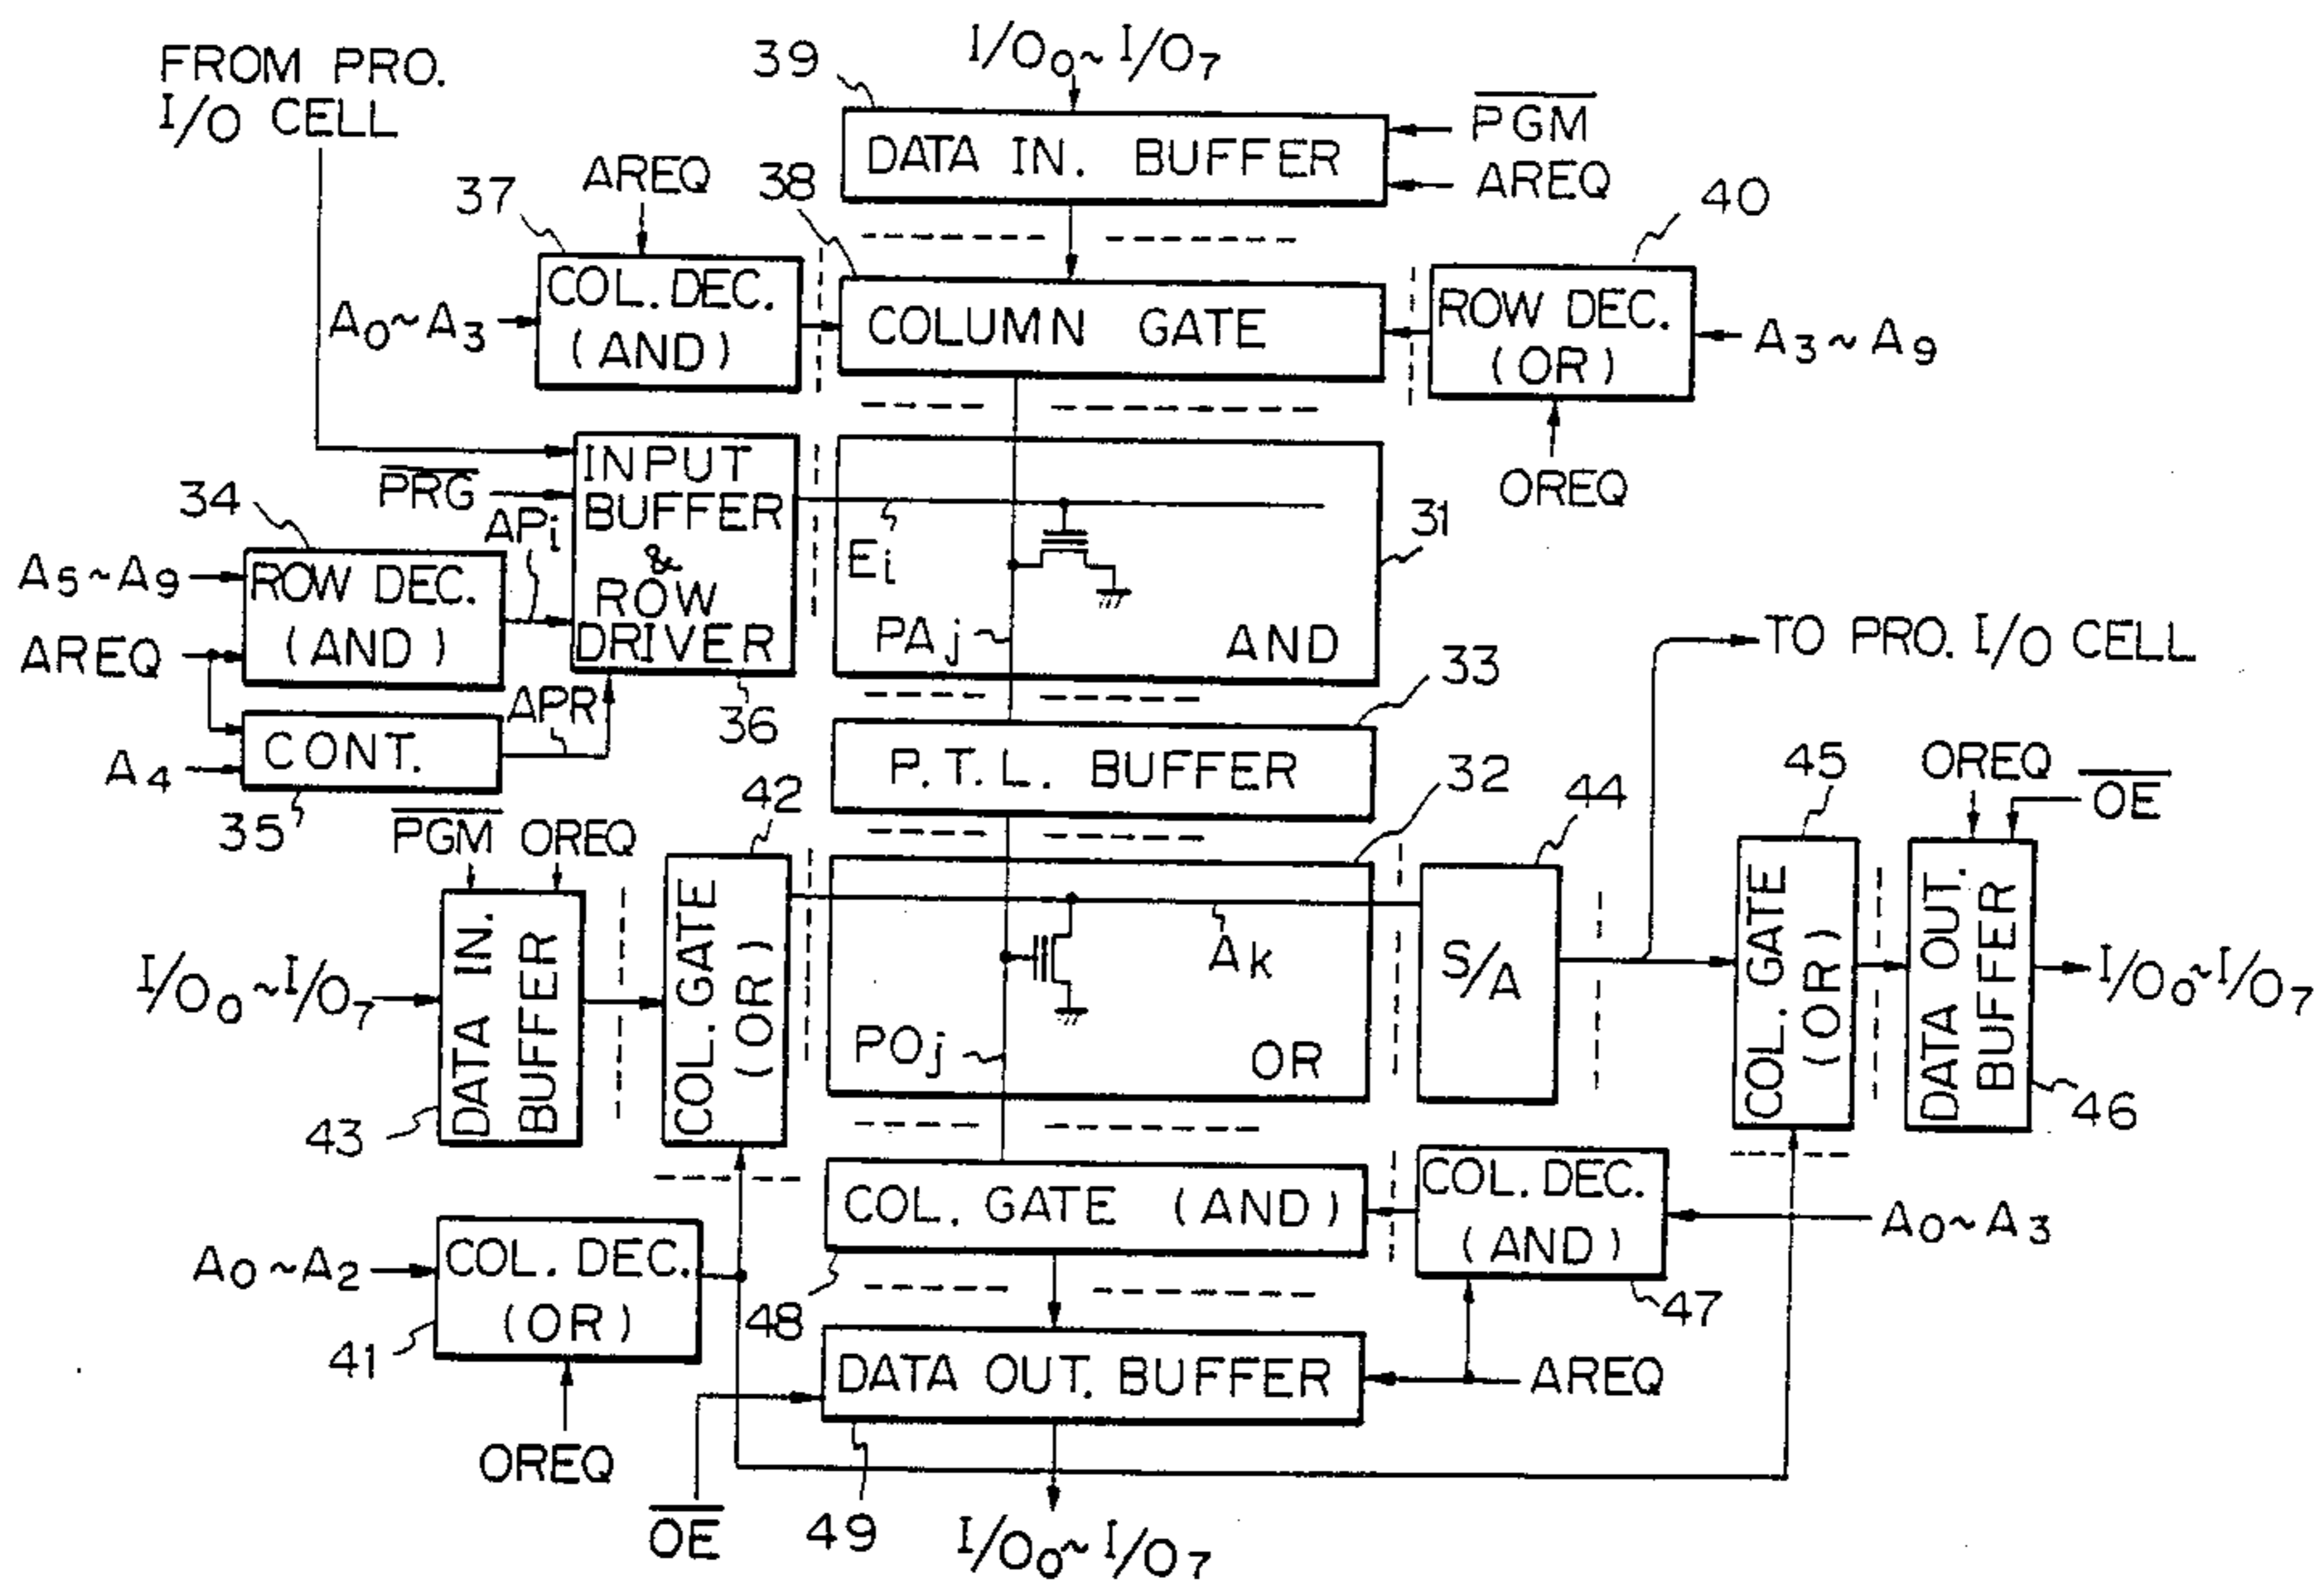 FROM PRO.
I/O CELL
39
I/O₀~I/O₇
DATA IN. BUFFER
P̅G̅M̅
AREQ
37
AREQ
38
40
A₀~A₃
COL. DEC.
(AND)
COLUMN GATE
ROW DEC.
(OR)
A₃~A₉
OREQ
P̅R̅G̅
INPUT
BUFFER
&
ROW
DRIVER
34
APi
A₅~A₉
AREQ
ROW DEC.
(AND)
Ei
PAj
AND
31
APR
36
CONT.
A₄
35
33
P.T.L. BUFFER
TO PRO. I/O CELL
32
42
44
45
OREQ
O̅E̅
P̅G̅M̅
OREQ
I/O₀~I/O₇
DATA IN.
BUFFER
43
COL. GATE
(OR)
Ak
POj
OR
S/A
COL. GATE
(OR)
DATA OUT.
BUFFER
I/O₀~I/O₇
46
COL. GATE (AND)
48
COL. DEC.
(AND)
47
A₀~A₃
A₀~A₂
COL. DEC.
(OR)
41
OREQ
DATA OUT. BUFFER
AREQ
O̅E̅
49
I/O₀~I/O₇